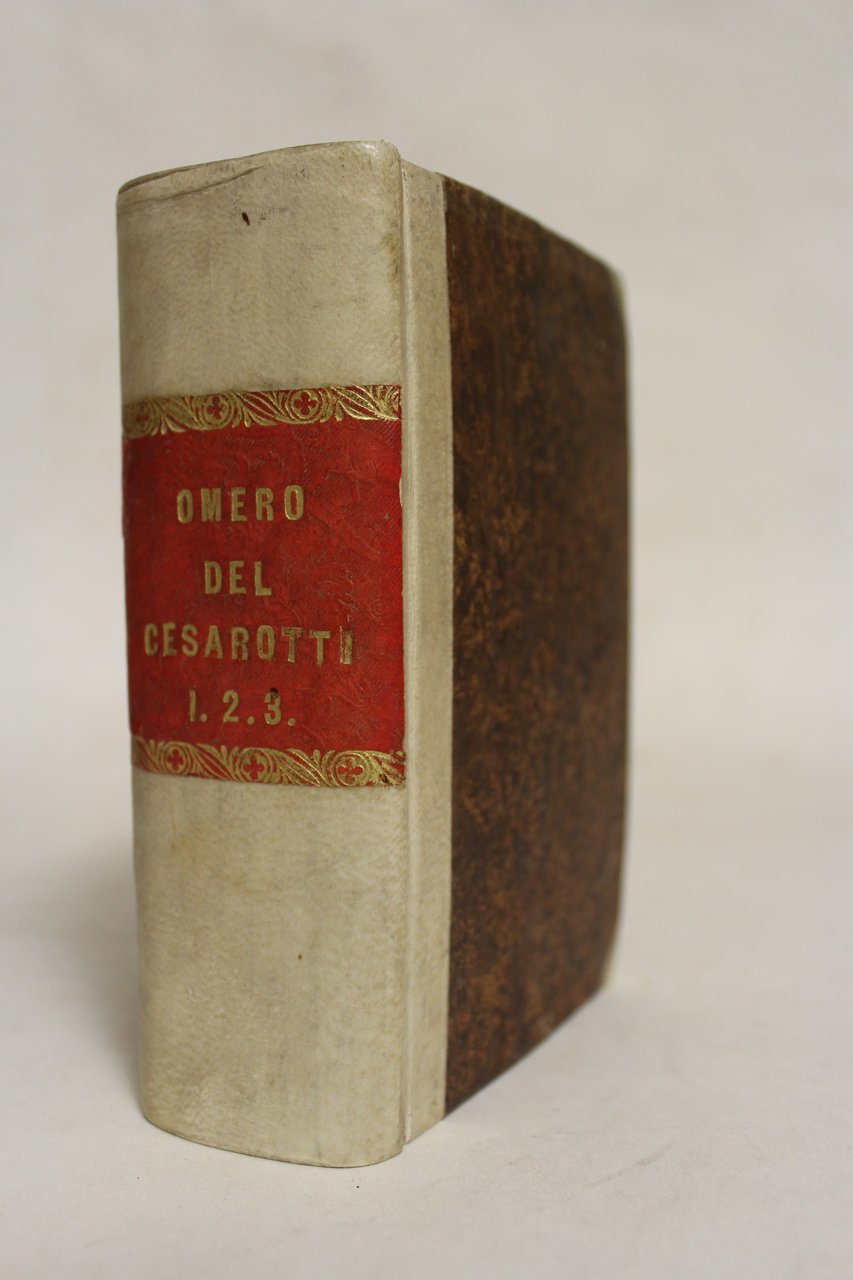 OMERO
DEL
CESAROTTI
1. 2. 3.